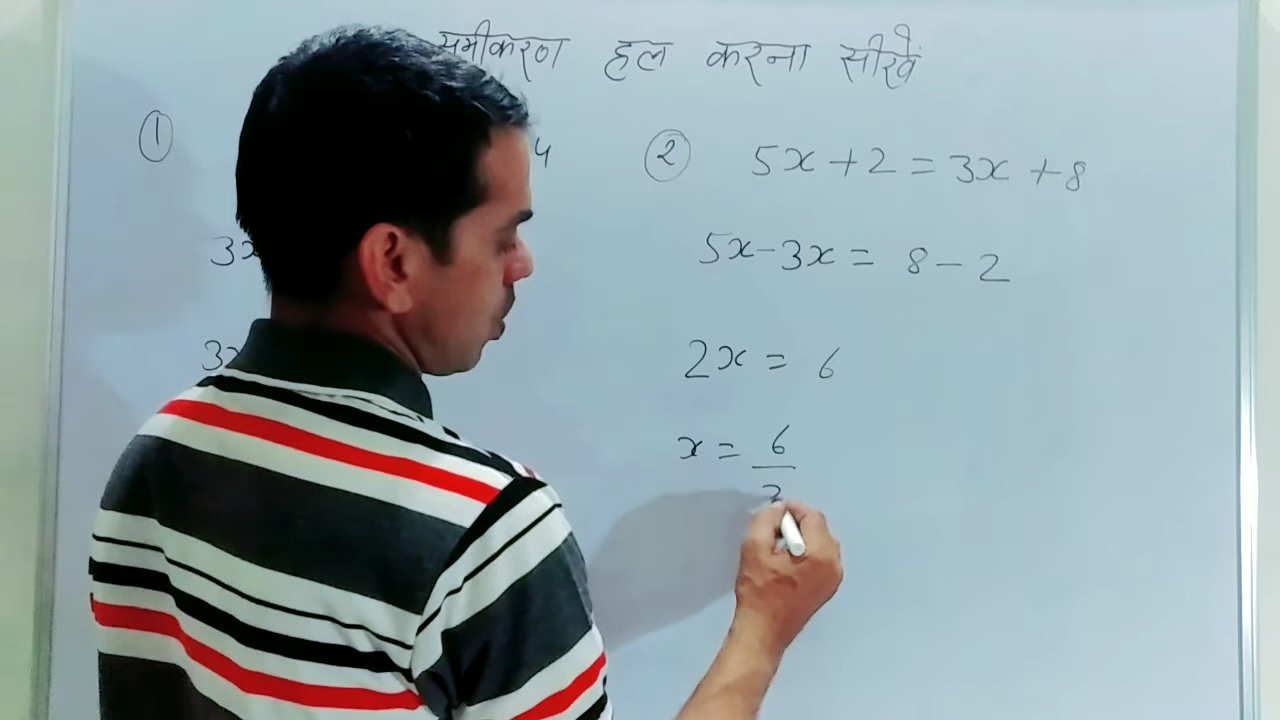 समीकरण हल करना सीखें
①
4
3x
3x
② 5x + 2 = 3x + 8
5x - 3x = 8 - 2
2x = 6
x = 6/2